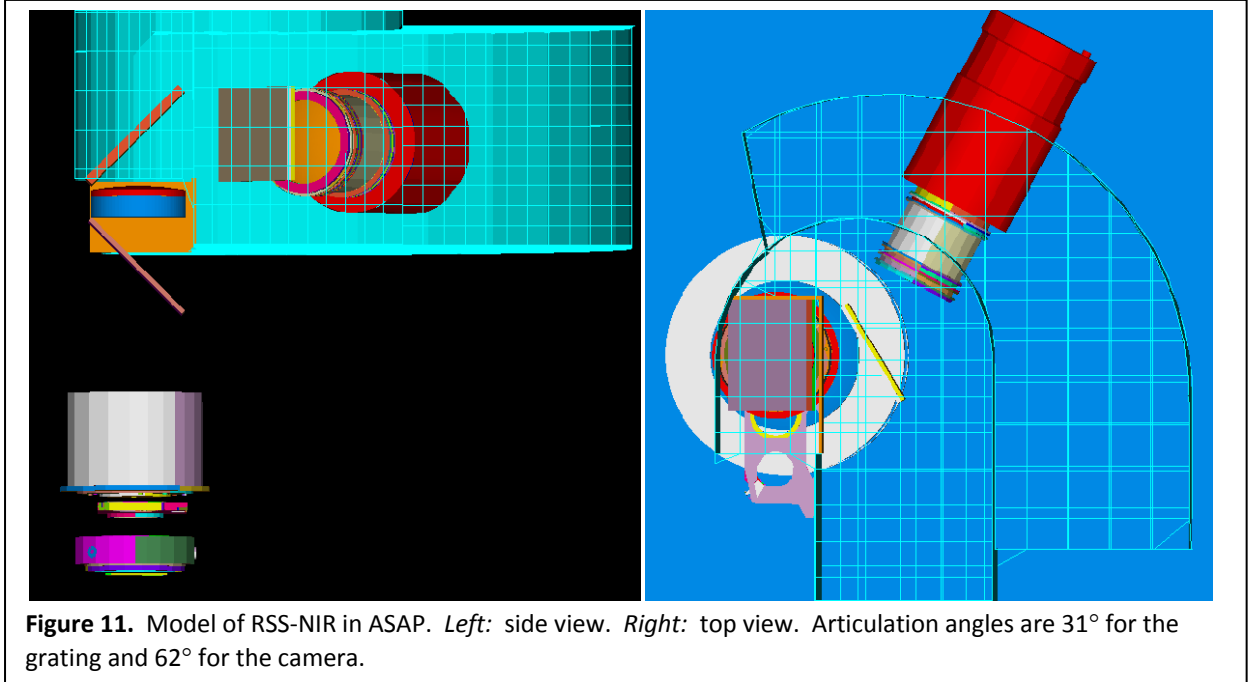 Figure 11. Model of RSS-NIR in ASAP. Left: side view. Right: top view. Articulation angles are 31° for the
grating and 62° for the camera.